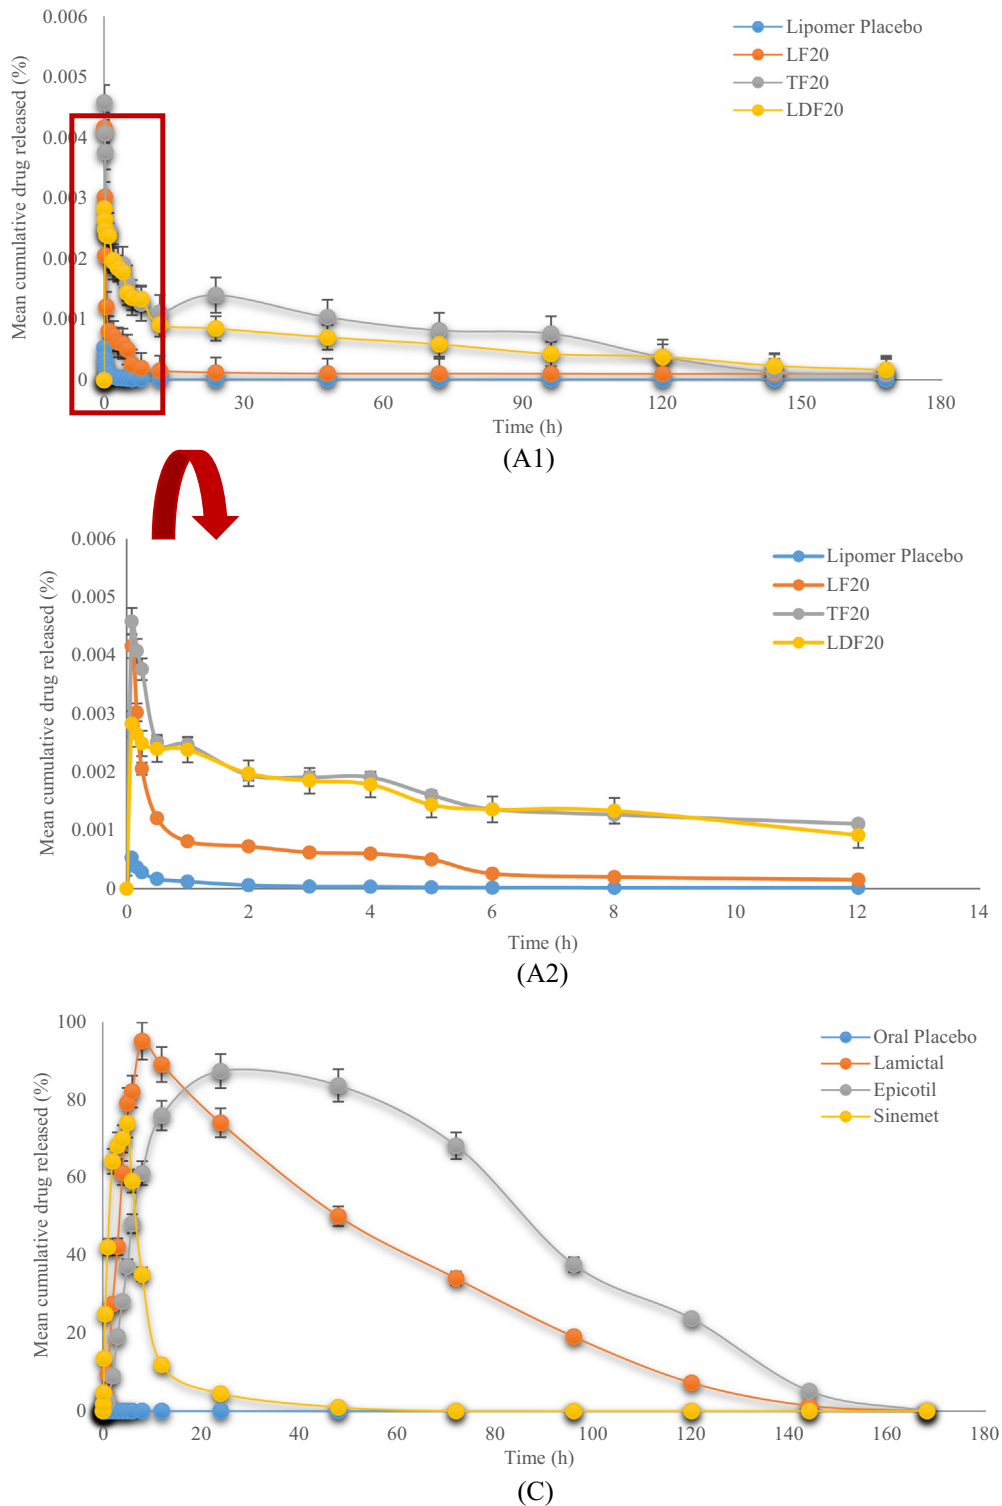 0.006
0.005
0.004
0.003
0.002
0.001
0
Mean cumulative drug released (%)
Lipomer Placebo
LF20
TF20
LDF20
0 30 60 90 120 150 180
Time (h)
(A1)
0.006
0.005
0.004
0.003
0.002
0.001
0
Mean cumulative drug released (%)
Lipomer Placebo
LF20
TF20
LDF20
0 2 4 6 8 10 12 14
Time (h)
(A2)
100
80
60
40
20
0
Mean cumulative drug released (%)
Oral Placebo
Lamictal
Epicotil
Sinemet
0 20 40 60 80 100 120 140 160 180
Time (h)
(C)